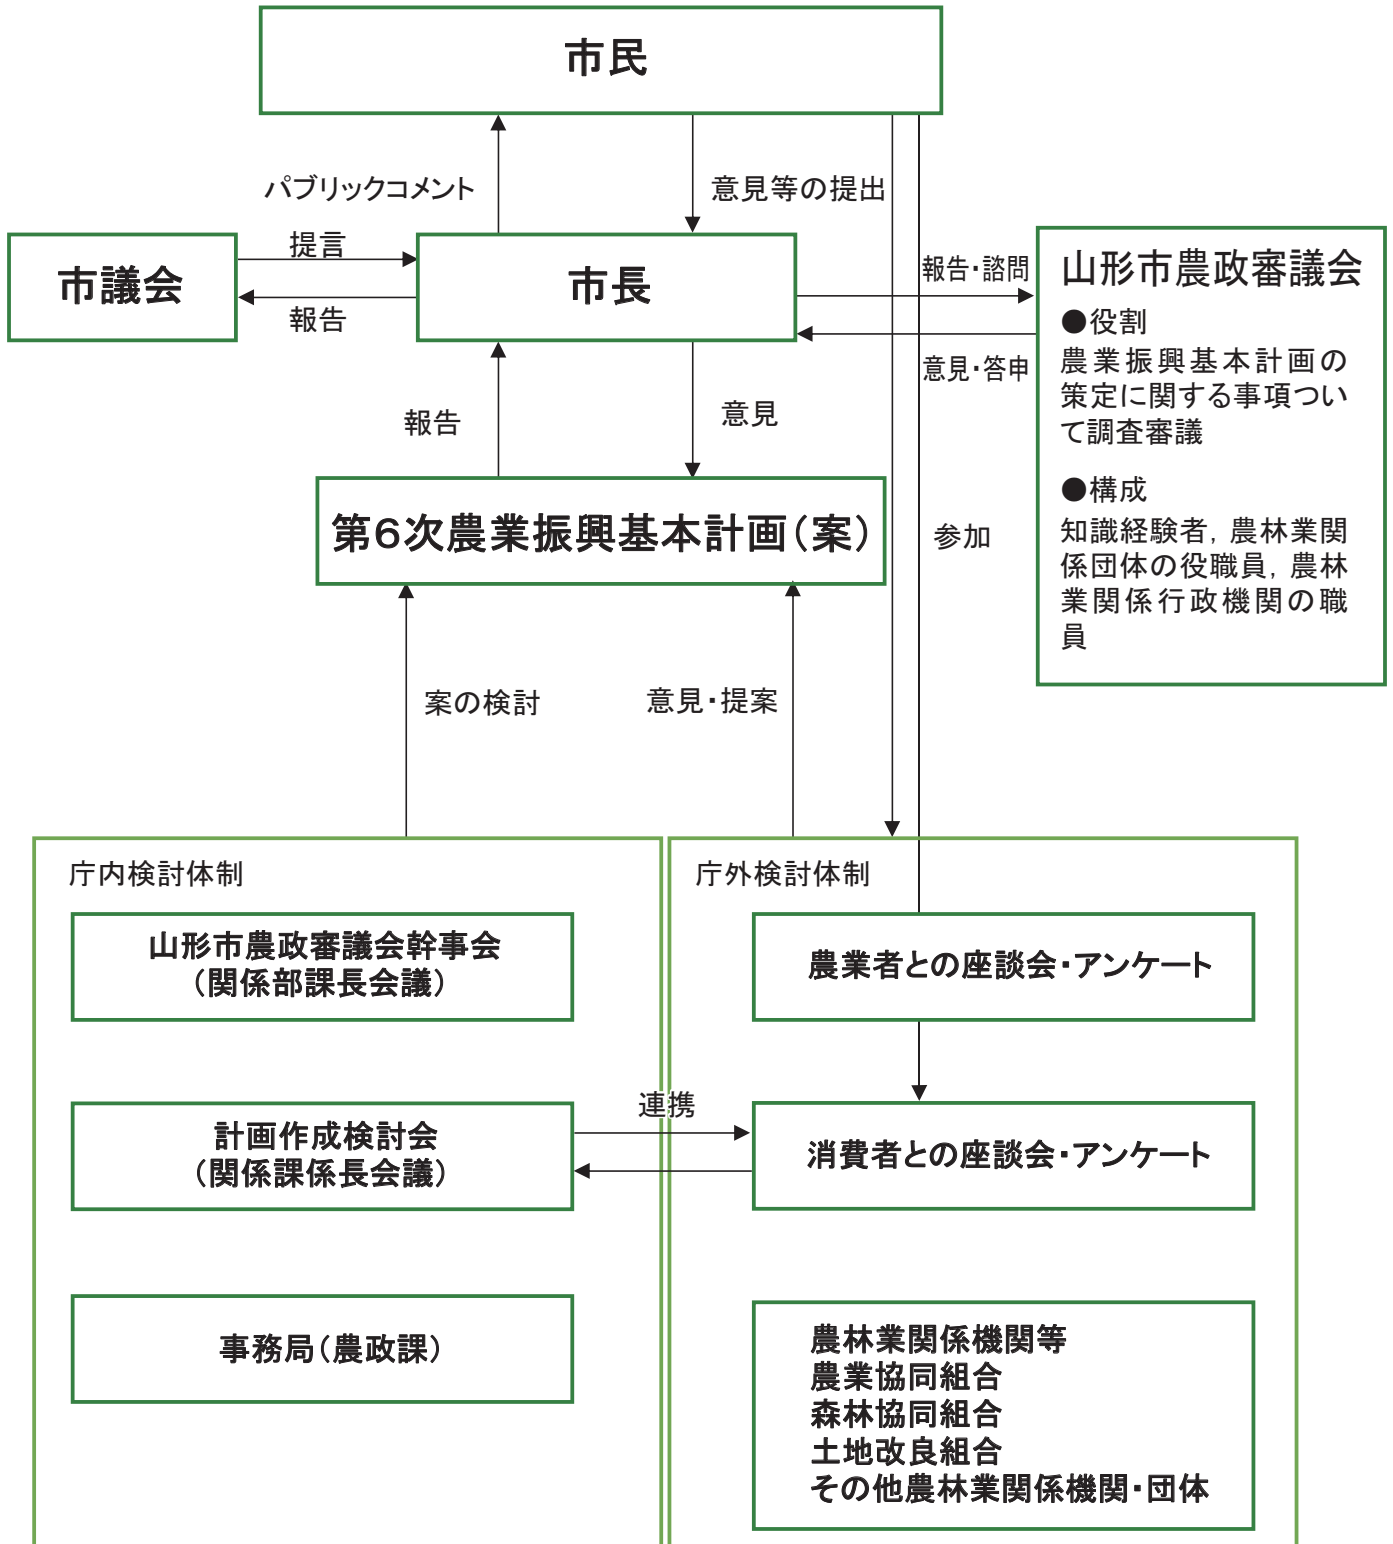 市民
パブリックコメント
意見等の提出
市議会
提言
報告
市長
報告・諮問
意見・答申
山形市農政審議会
●役割
農業振興基本計画の
策定に関する事項つい
て調査審議
●構成
知識経験者，農林業関
係団体の役職員，農林
業関係行政機関の職
員
報告
意見
第6次農業振興基本計画（案）
参加
案の検討
意見・提案
庁内検討体制
山形市農政審議会幹事会
（関係部課長会議）
計画作成検討会
（関係課係長会議）
事務局（農政課）
連携
庁外検討体制
農業者との座談会・アンケート
消費者との座談会・アンケート
農林業関係機関等
農業協同組合
森林協同組合
土地改良組合
その他農林業関係機関・団体